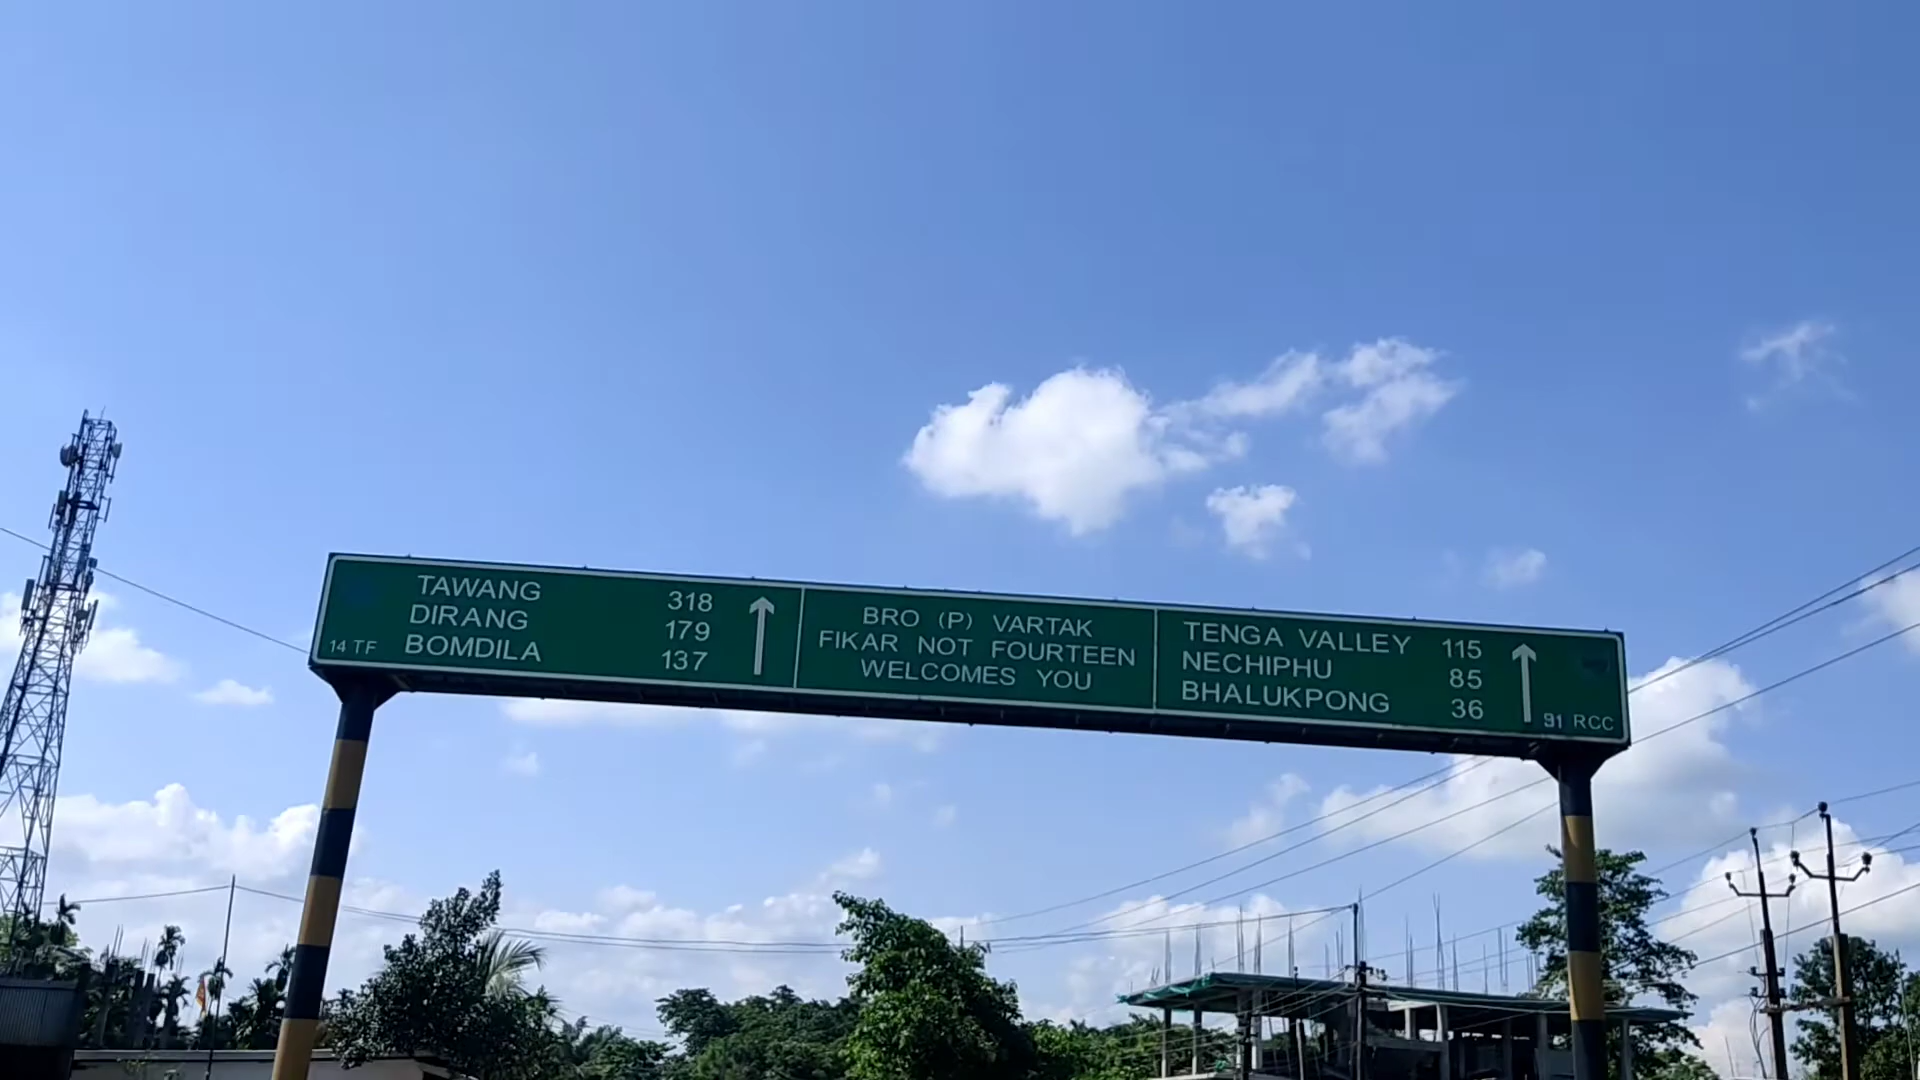 TAWANG 318
DIRANG 179
14 TF BOMDILA 137
BRO (P) VARTAK
FIKAR NOT FOURTEEN
WELCOMES YOU
TENGA VALLEY 115
NECHIPHU 85
BHALUKPONG 36
91 RCC